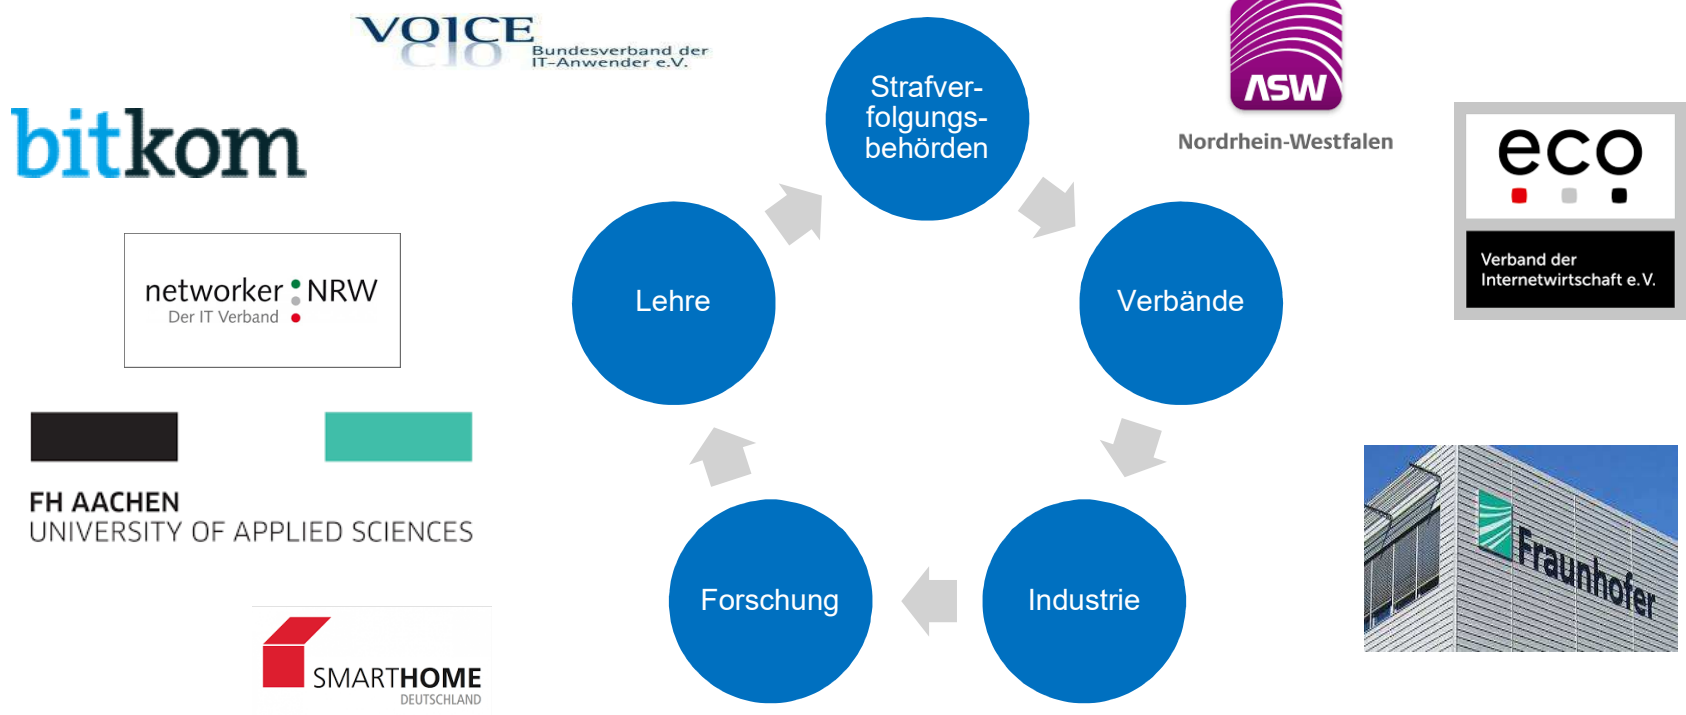 VOICE
CIO
Bundesverband der
IT-Anwender e.V.
bitkom
networker NRW
Der IT Verband
FH AACHEN
UNIVERSITY OF APPLIED SCIENCES
SMARTHOME
DEUTSCHLAND
Strafver-
folgungs-
behörden
Verbände
Industrie
Forschung
Lehre
ASW
Nordrhein-Westfalen
eco
Verband der
Internetwirtschaft e.V.
Fraunhofer